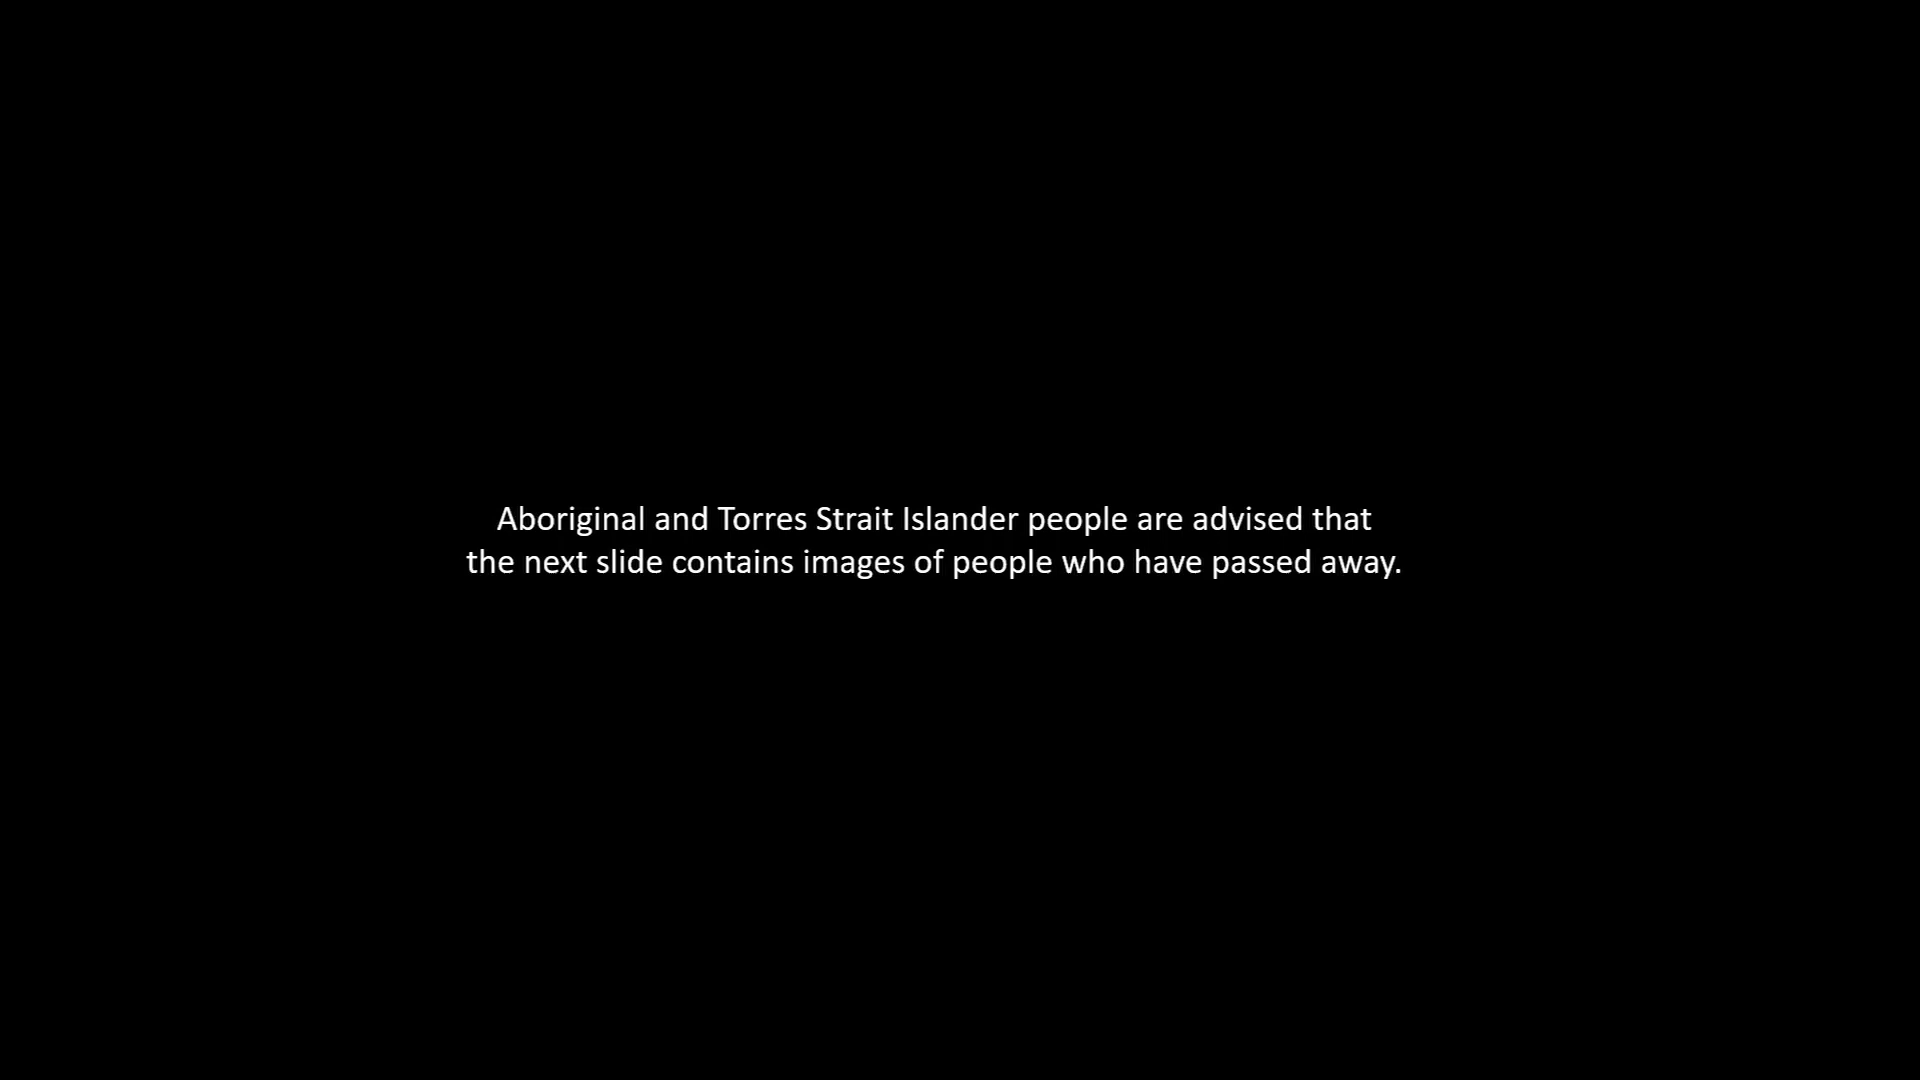 Aboriginal and Torres Strait Islander people are advised that
the next slide contains images of people who have passed away.